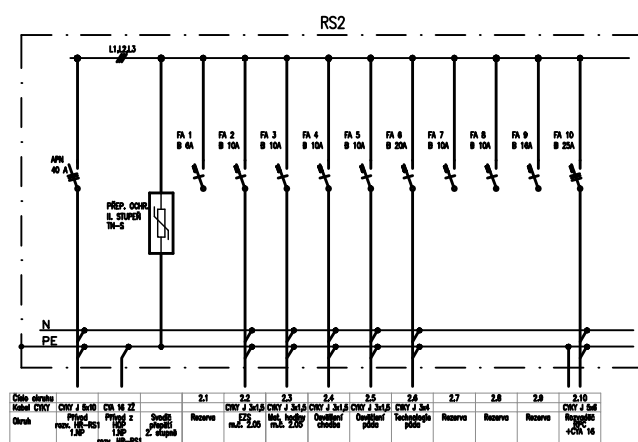 RS2
L1,L2,L3
APN
40 A
PŘEP. OCHR.
II. STUPEŇ
TN-S
FA 1
B 6A
FA 2
B 10A
FA 3
B 10A
FA 4
B 10A
FA 5
B 10A
FA 6
B 20A
FA 7
B 10A
FA 8
B 10A
FA 9
B 16A
FA 10
B 25A
N
PE
Číslo okruhu 2.1 2.2 2.3 2.4 2.5 2.6 2.7 2.8 2.9 2.10
Kabel CYKY CYKY J 5x10 CYA 16 ZŽ CYKY J 3x1,5 CYKY J 3x1,5 CYKY J 3x1,5 CYKY J 3x1,5 CYKY J 3x4 CYKY J 5x6
Okruh
Přívod
rozv. HR-RS1
1.NP
Přívod z
HOP
1.NP
rozv. HR-RS1
Svodič
přepětí
2. stupně
Rezerva
EZS
m.č. 2.05
Mat. hodiny
m.č. 2.05
Osvětlení
chodba
Osvětlení
půda
Technologie
půda
Rezerva
Rezerva
Rezerva
Rozvaděč
RPC
+CYA 16